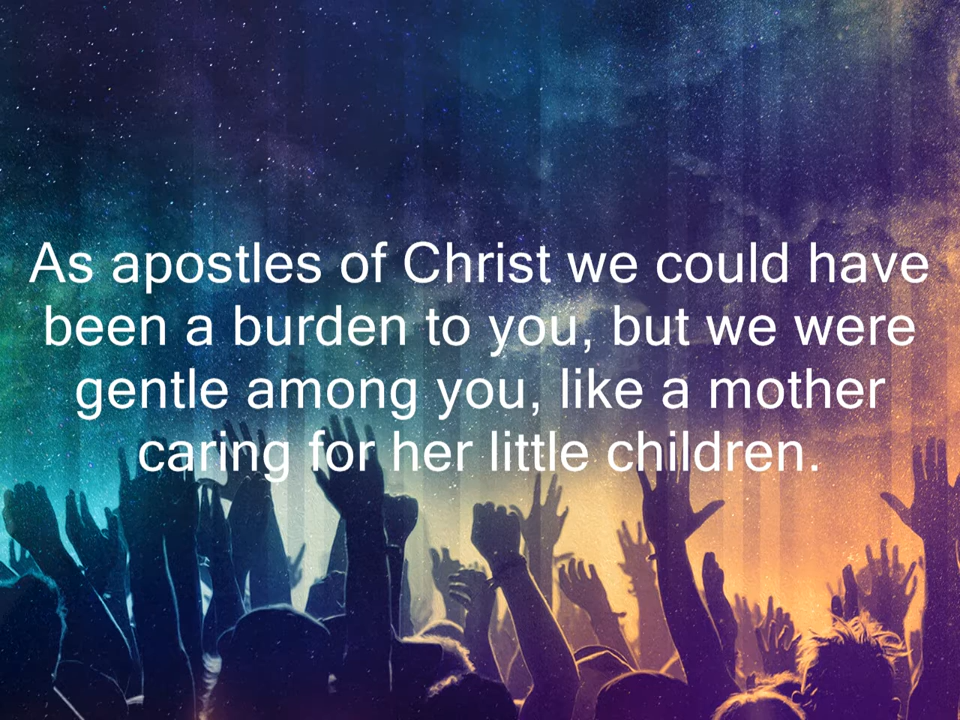 As apostles of Christ we could have
been a burden to you, but we were
gentle among you, like a mother
caring for her little children.